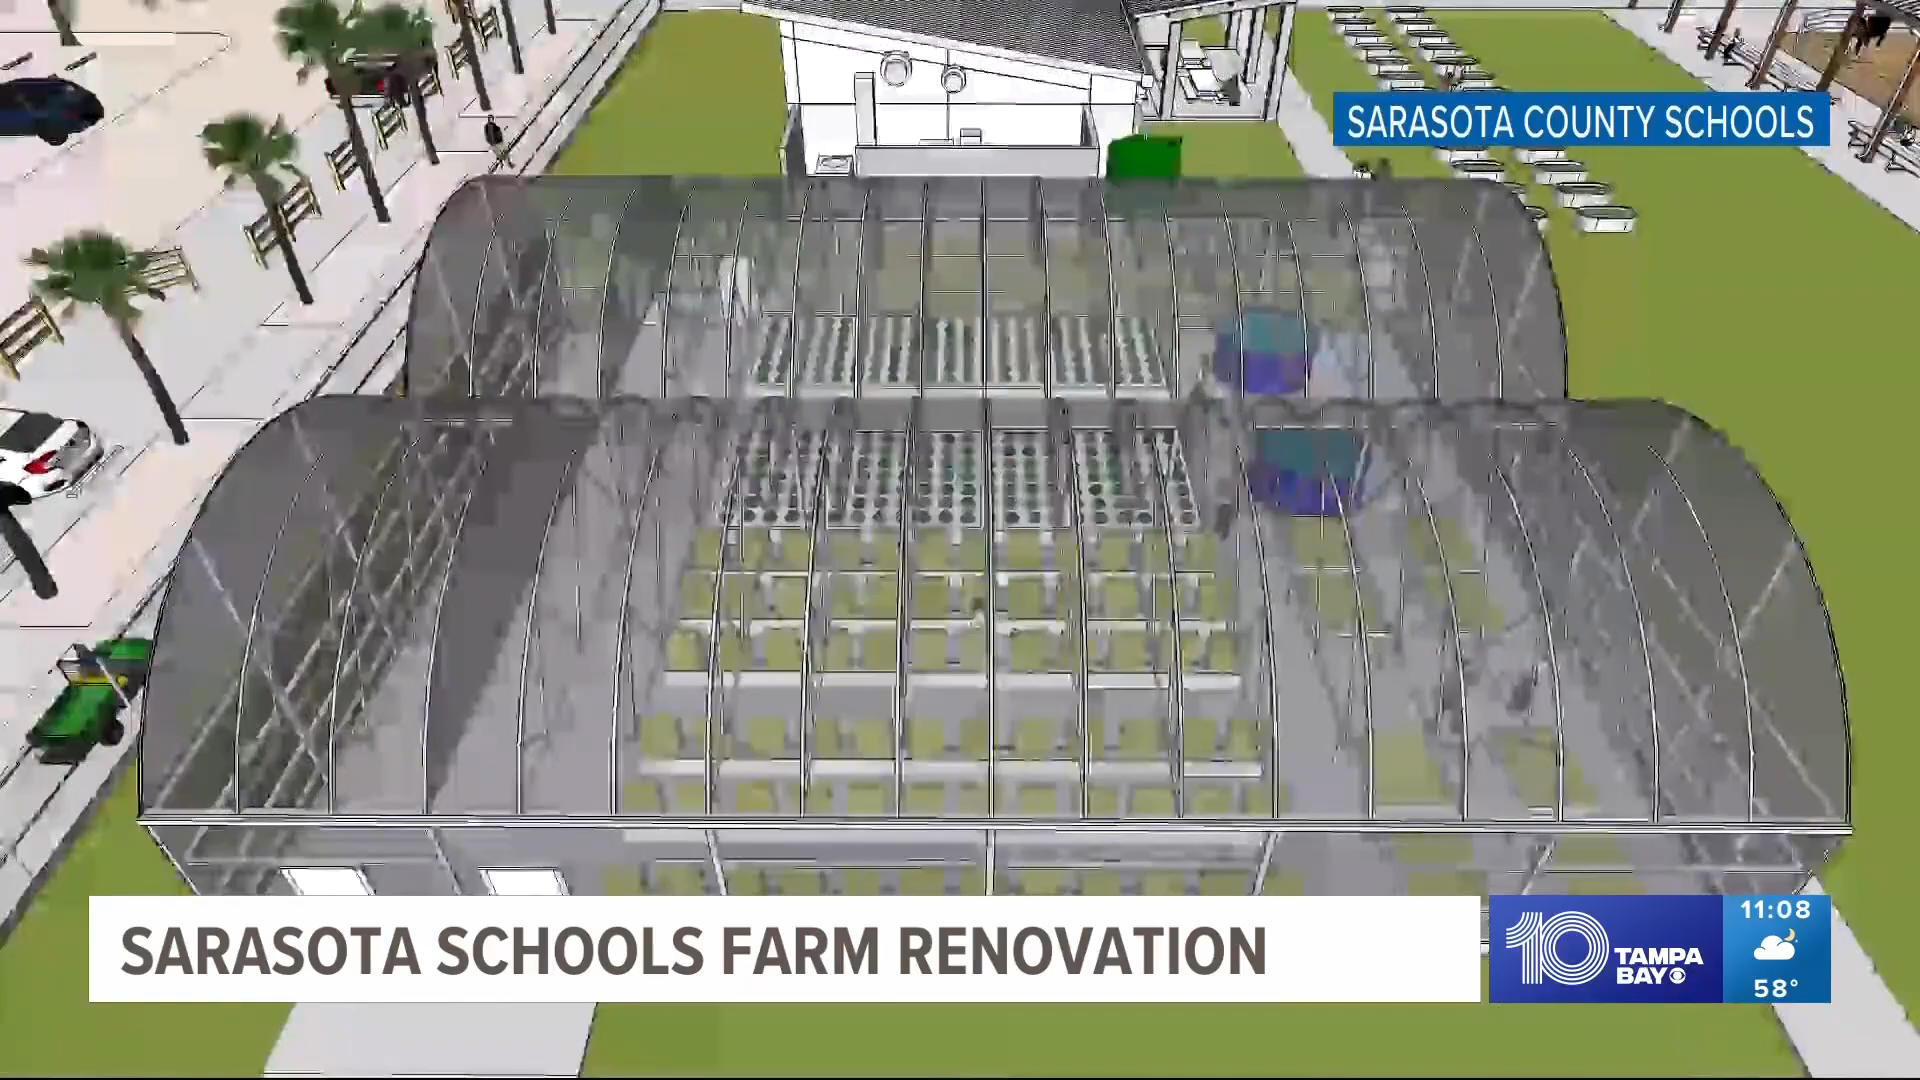 SARASOTA COUNTY SCHOOLS
SARASOTA SCHOOLS FARM RENOVATION
10 TAMPA BAY
11:08
58°